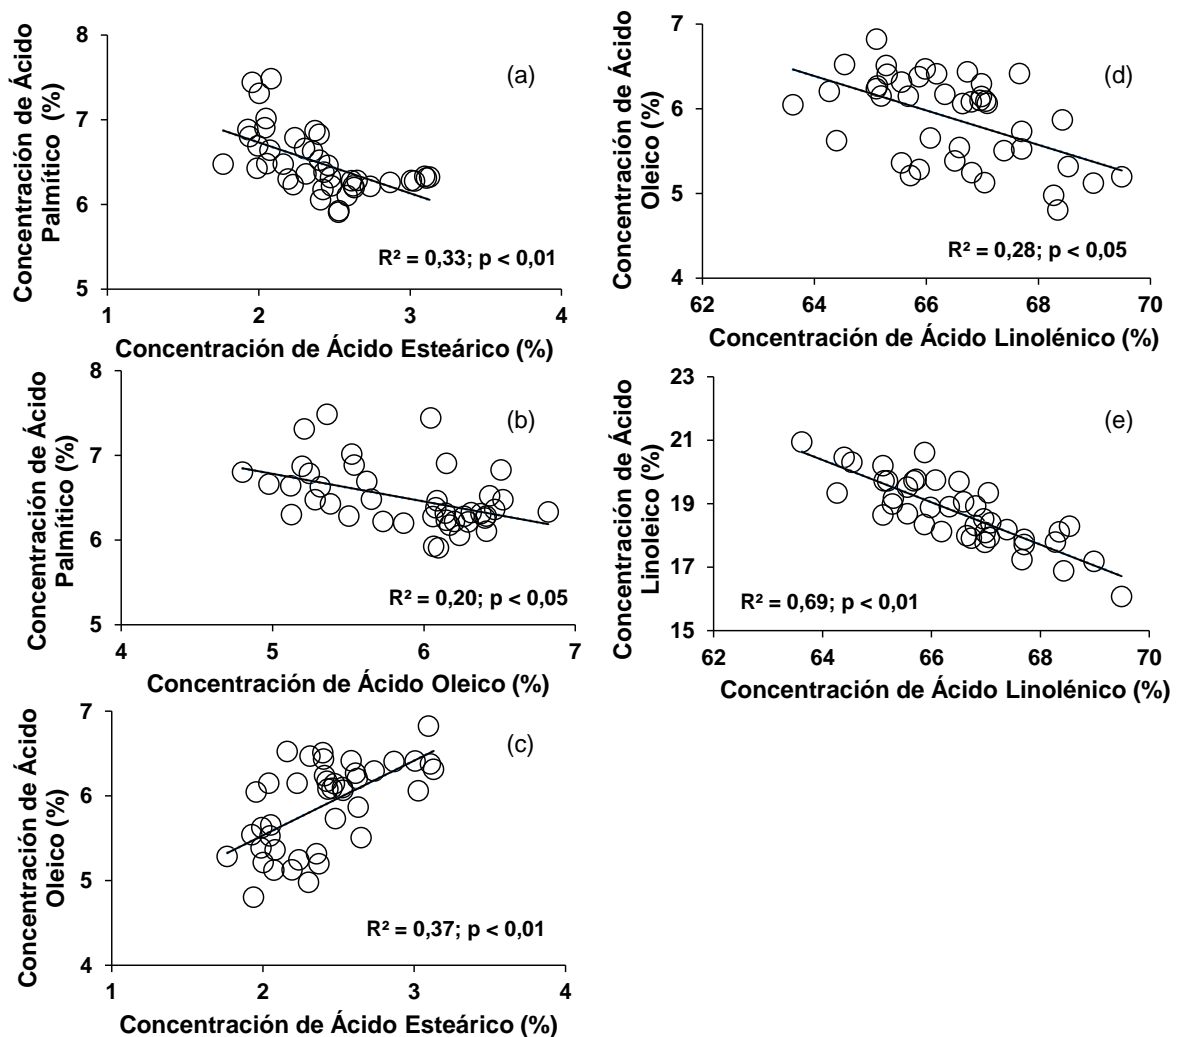 Concentración de Ácido
Palmítico (%)
8
7
6
5
(a)
R² = 0,33; p < 0,01
1 2 3 4
Concentración de Ácido Esteárico (%)
Concentración de Ácido
Palmítico (%)
8
7
6
5
(b)
R² = 0,20; p < 0,05
4 5 6 7
Concentración de Ácido Oleico (%)
Concentración de Ácido
Oleico (%)
7
6
5
4
(c)
R² = 0,37; p < 0,01
1 2 3 4
Concentración de Ácido Esteárico (%)
Concentración de Ácido
Oleico (%)
7
6
5
4
(d)
R² = 0,28; p < 0,05
62 64 66 68 70
Concentración de Ácido Linolénico (%)
Concentración de Ácido
Linoleico (%)
23
21
19
17
15
(e)
R² = 0,69; p < 0,01
62 64 66 68 70
Concentración de Ácido Linolénico (%)